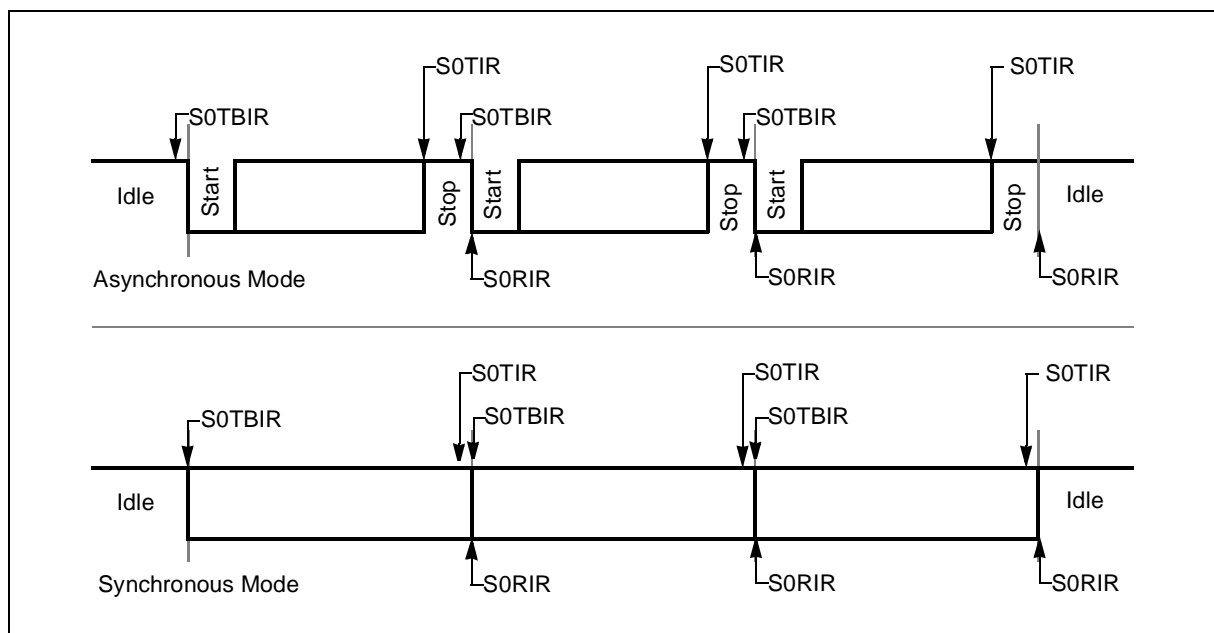 S0TIR
S0TIR
S0TIR
S0TBIR
S0TBIR
S0TBIR
Idle
Start
Stop
Start
Stop
Start
Stop
Idle
Asynchronous Mode
S0RIR
S0RIR
S0RIR
S0TIR
S0TIR
S0TIR
S0TBIR
S0TBIR
S0TBIR
Idle
Idle
Synchronous Mode
S0RIR
S0RIR
S0RIR